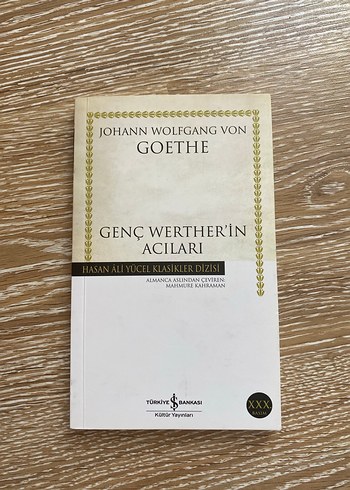 JOHANN WOLFGANG VON
GOETHE
GENÇ WERTHER'İN
ACILARI
HASAN ÂLİ YÜCEL KLASİKLER DİZİSİ
ALMANCA ASLINDAN ÇEVİREN:
MAHMURE KAHRAMAN
TÜRKİYE İŞ BANKASI
Kültür Yayınları
XXX.
BASIM